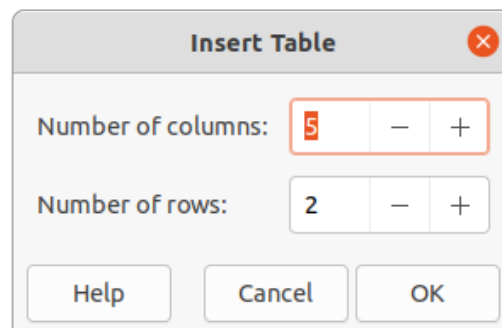 Insert Table
Number of columns: 5
Number of rows: 2
Help Cancel OK